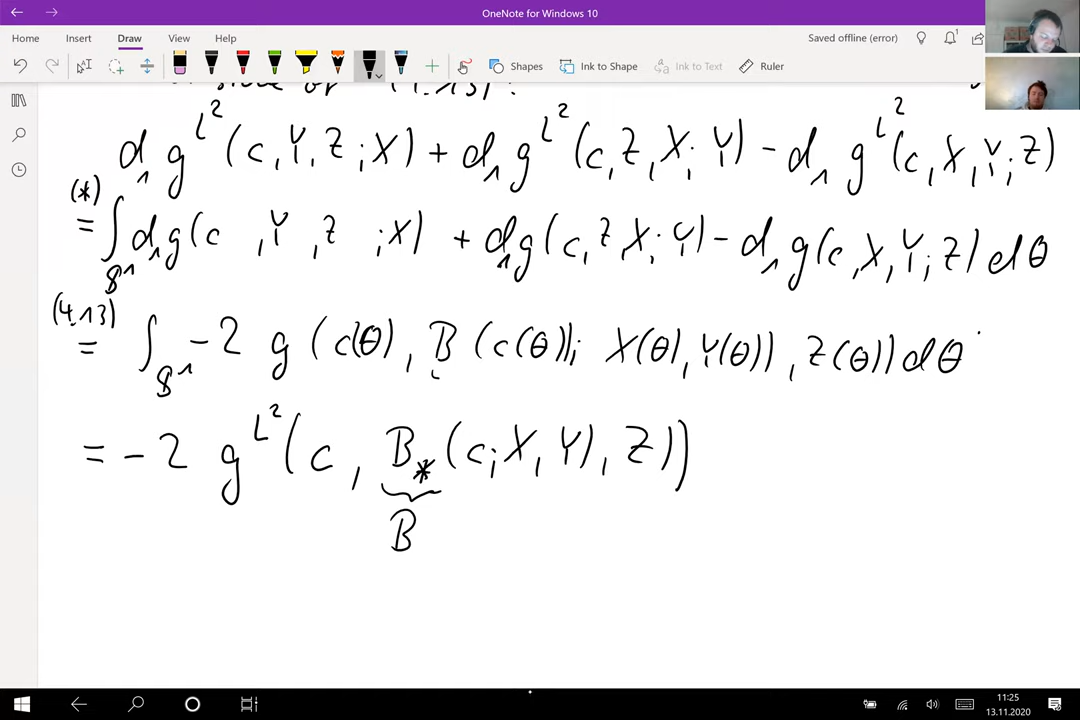 OneNote for Windows 10
Home Insert Draw View Help Saved offline (error)
Shapes Ink to Shape Ink to Text Ruler
(4.13).
d₁ g^{L²}(c, Y, Z; X) + d₁ g^{L²}(c, Z, X; Y) − d₁ g^{L²}(c, X, Y; Z)
(*) = ∫_{S¹} d₁g(c , Y , Z ; X) + d₁g(c, Z X; Y) − d₁g(c, X, Y; Z) dθ
(4.13) = ∫_{S¹} −2 g(c(θ), B(c(θ); X(θ), Y(θ)), Z(θ)) dθ
= −2 g^{L²}(c, B_*(c; X, Y), Z))
B
11:25
13.11.2020